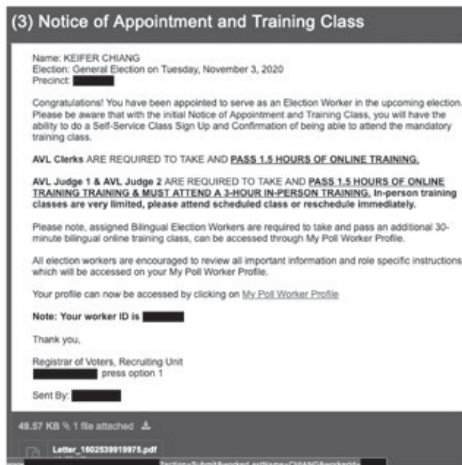 (3) Notice of Appointment and Training Class
Name: KEIFER CHIANG
Election: General Election on Tuesday, November 3, 2020
Precinct:
Congratulations! You have been appointed to serve as an Election Worker in the upcoming election.
Please be aware that with the initial Notice of Appointment and Training Class, you will have the
ability to do a Self-Service Class Sign Up and Confirmation of being able to attend the mandatory
training class.
AVL Clerks ARE REQUIRED TO TAKE AND PASS 1.5 HOURS OF ONLINE TRAINING.
AVL Judge 1 & AVL Judge 2 ARE REQUIRED TO TAKE AND PASS 1.5 HOURS OF ONLINE
TRAINING TRAINING & MUST ATTEND A 3-HOUR IN-PERSON TRAINING. In-person training
classes are very limited, please attend scheduled class or reschedule immediately.
Please note, assigned Bilingual Election Workers are required to take and pass an additional 30-
minute bilingual online training class, can be accessed through My Poll Worker Profile.
All election workers are encouraged to review all important information and role specific instructions
which will be accessed on your My Poll Worker Profile.
Your profile can now be accessed by clicking on My Poll Worker Profile
Note: Your worker ID is
Thank you,
Registrar of Voters, Recruiting Unit
press option 1
Sent By:
48.57 KB 1 file attached
Letter_1602539919975.pdf